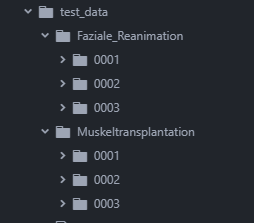 test_data
Faziale_Reanimation
0001
0002
0003
Muskeltransplantation
0001
0002
0003